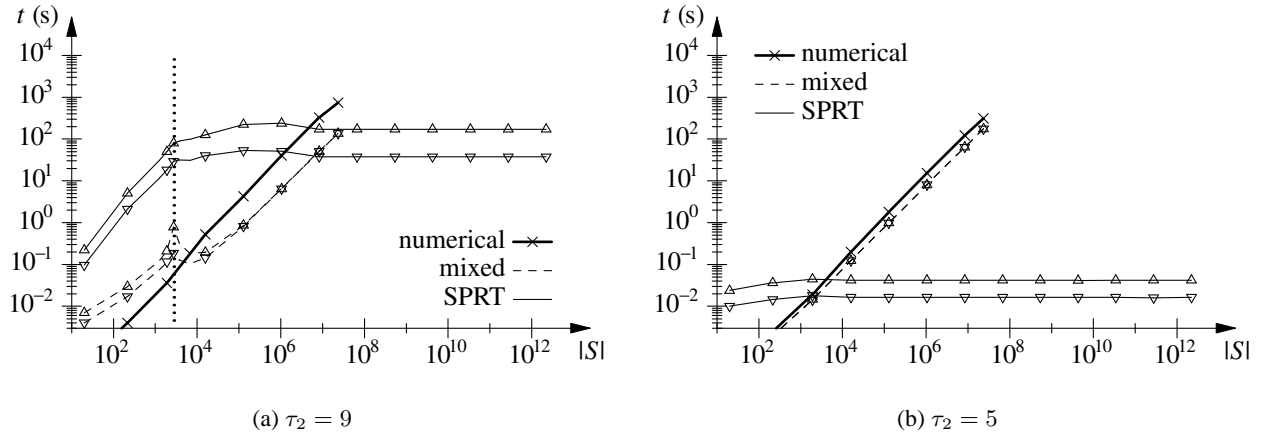 t (s)
10^4
10^3
10^2
10^1
10^0
10^-1
10^-2
numerical
mixed
SPRT
10^2 10^4 10^6 10^8 10^10 10^12 |S|
(a) τ_2 = 9
t (s)
10^4
10^3
10^2
10^1
10^0
10^-1
10^-2
numerical
mixed
SPRT
10^2 10^4 10^6 10^8 10^10 10^12 |S|
(b) τ_2 = 5